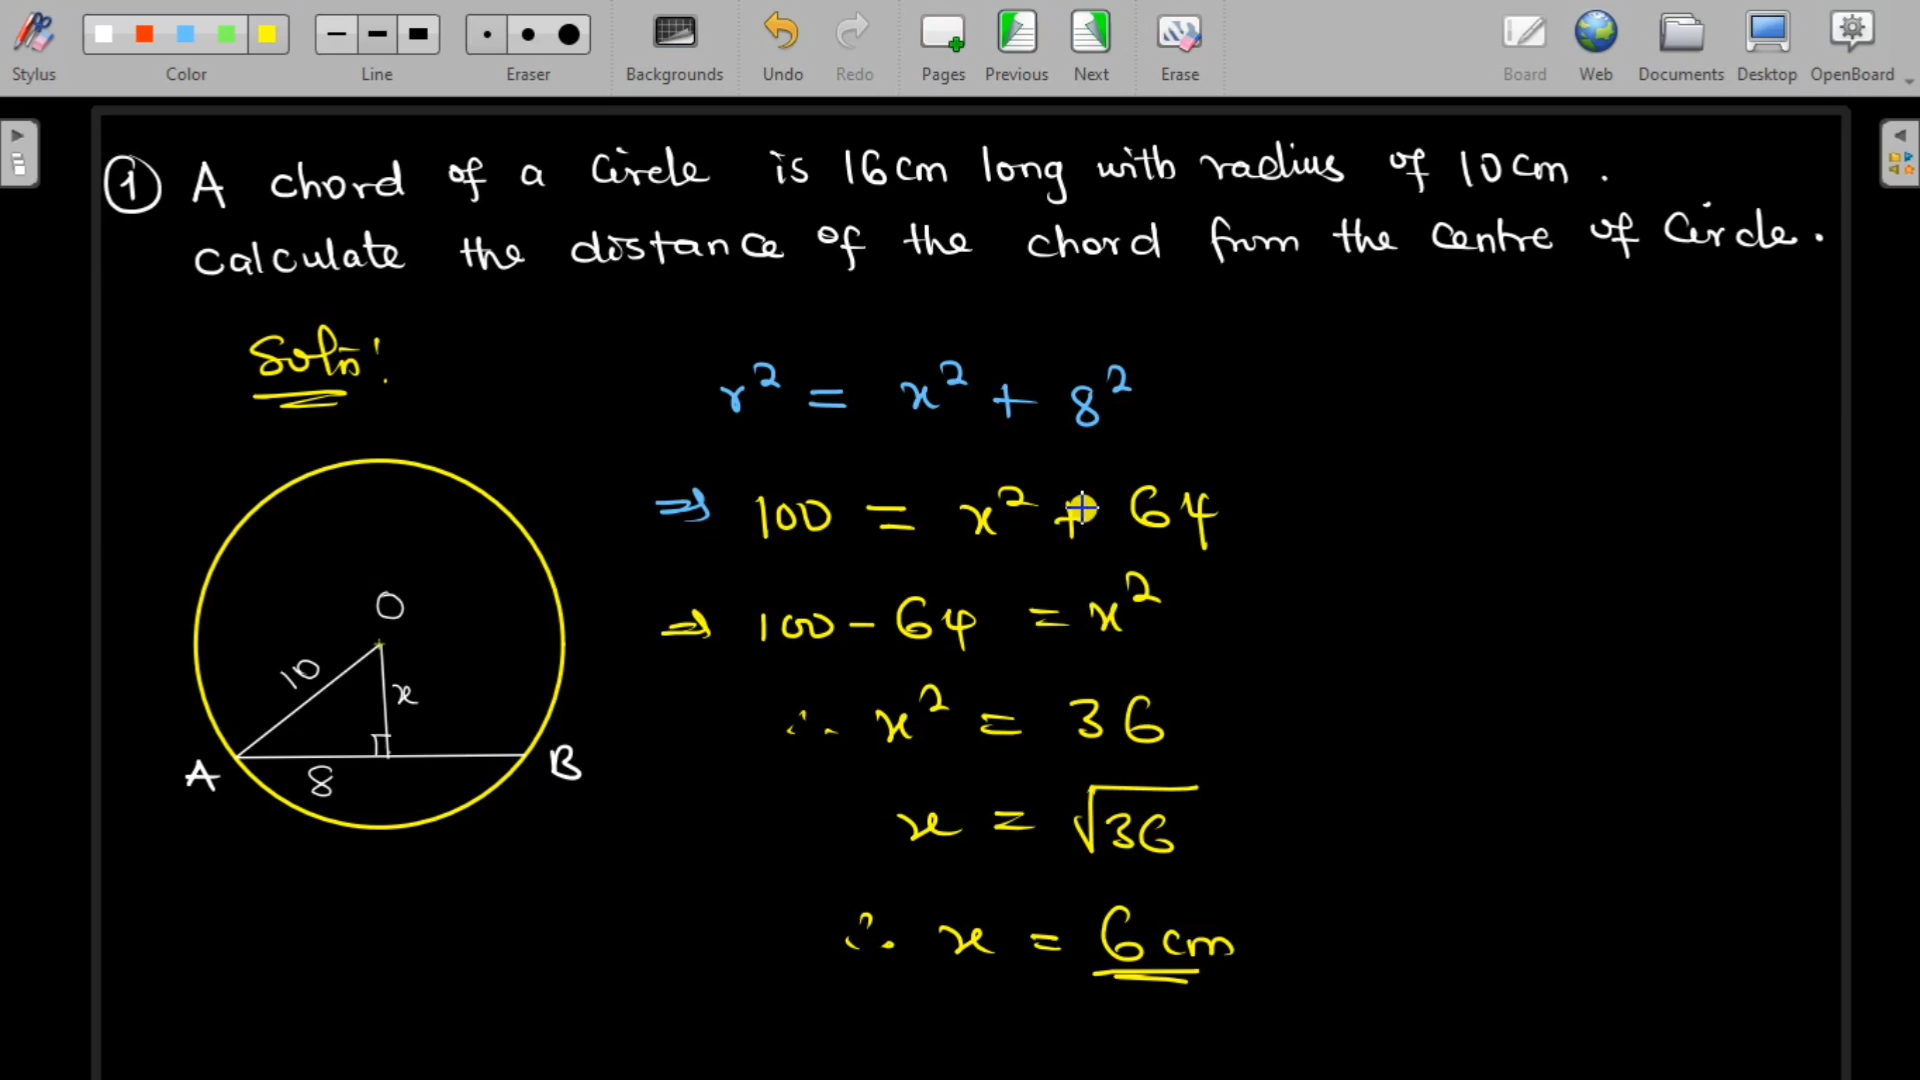 Stylus Color Line Eraser Backgrounds Undo Redo Pages Previous Next Erase Board Web Documents Desktop OpenBoard
① A chord of a circle is 16cm long with radius of 10cm.
calculate the distance of the chord from the centre of circle.
Soln:
r² = x² + 8²
⇒ 100 = x² + 64
⇒ 100 - 64 = x²
∴ x² = 36
x = √36
∴ x = 6 cm
O
10
x
A 8 B